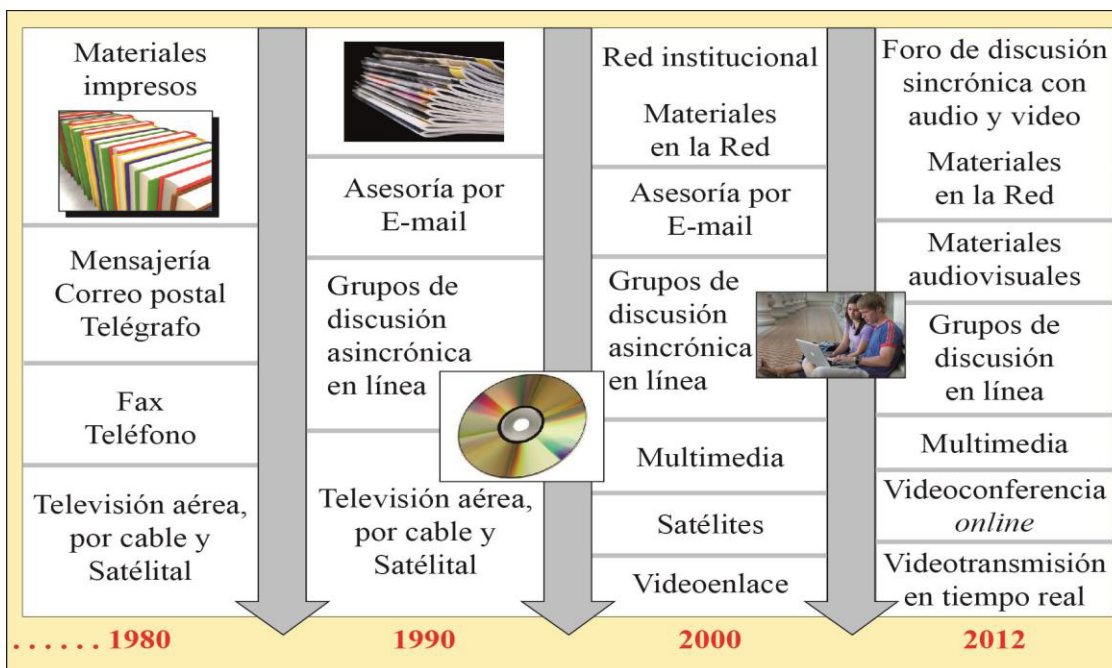 Materiales
impresos
Mensajería
Correo postal
Telégrafo
Fax
Teléfono
Televisión aérea,
por cable y
Satélital
Asesoría por
E-mail
Grupos de
discusión
asincrónica
en línea
Televisión aérea,
por cable y
Satélital
Red institucional
Materiales
en la Red
Asesoría por
E-mail
Grupos de
discusión
asincrónica
en línea
Multimedia
Satélites
Videoenlace
Foro de discusión
sincrónica con
audio y video
Materiales
en la Red
Materiales
audiovisuales
Grupos de
discusión
en línea
Multimedia
Videoconferencia
online
Videotransmisión
en tiempo real
. . . . . . 1980
1990
2000
2012